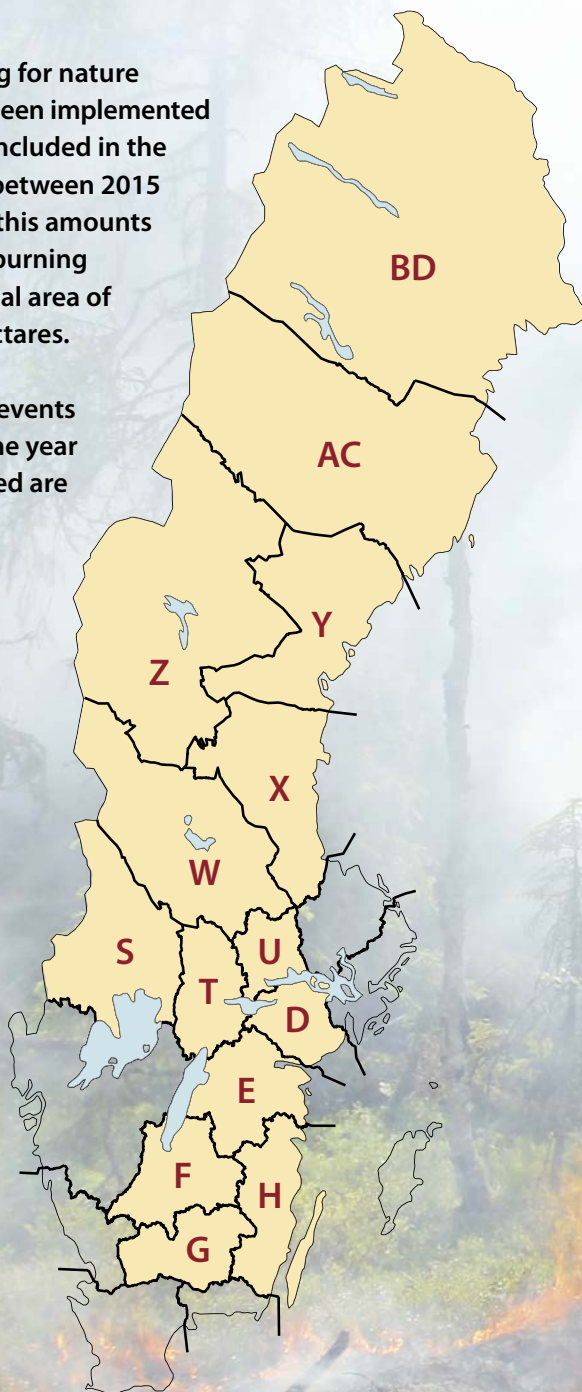 g for nature
een implemented
ncluded in the
between 2015
this amounts
burning
al area of
ctares.
events
he year
ed are
BD
AC
Y
Z
X
W
S
U
T
D
E
F
H
G